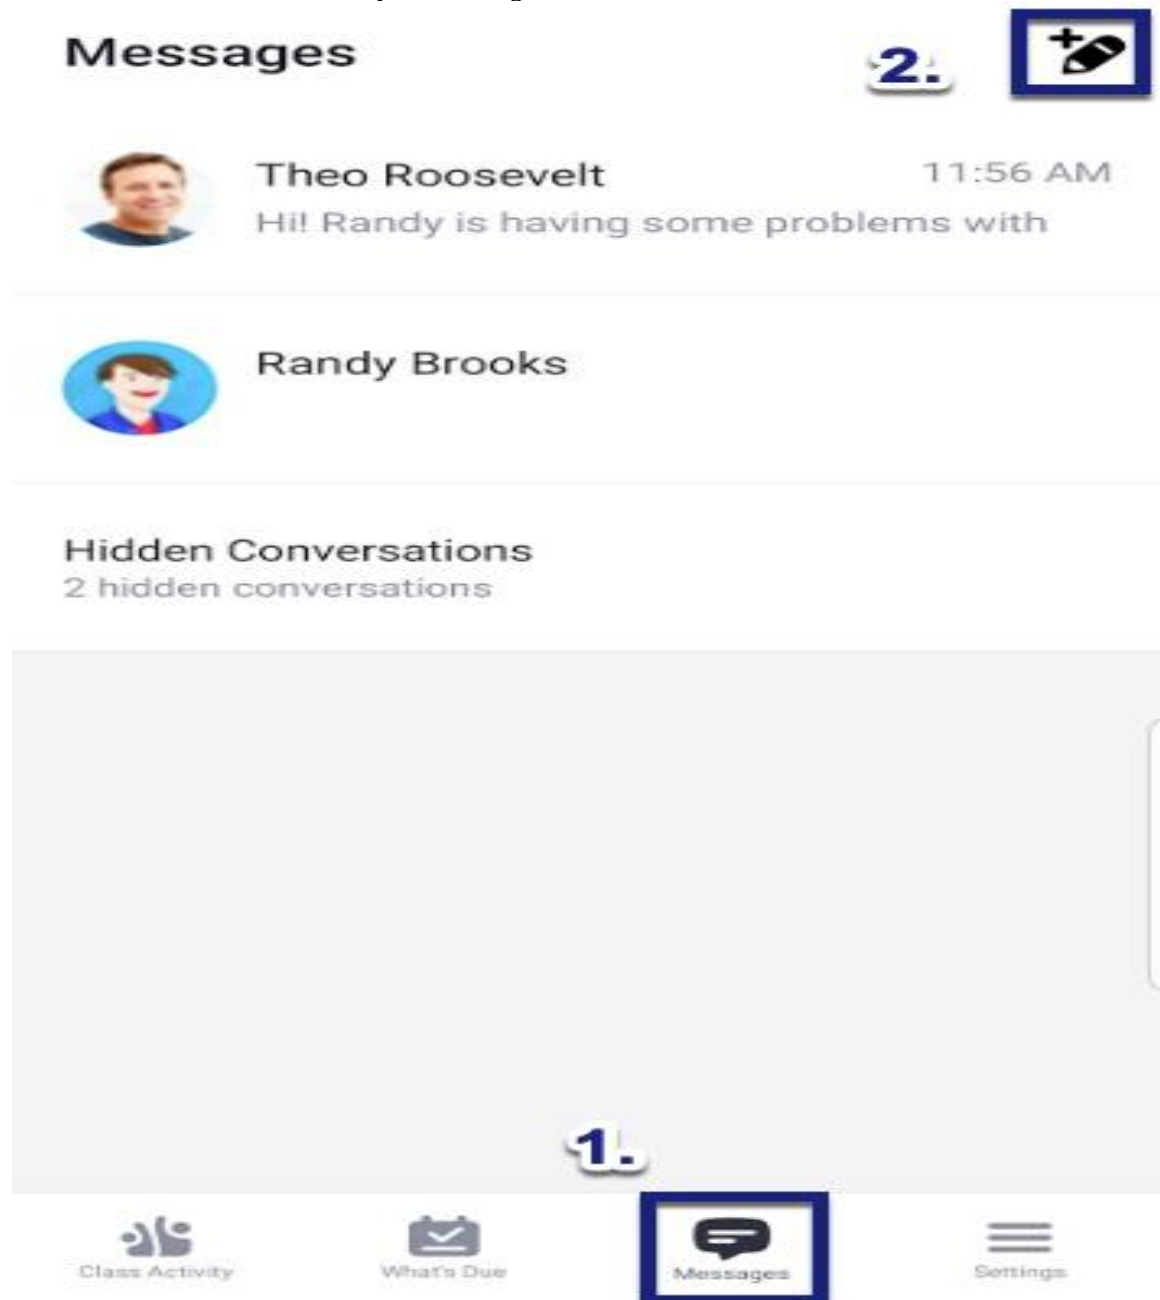 Messages
2.
Theo Roosevelt
11:56 AM
Hi! Randy is having some problems with
Randy Brooks
Hidden Conversations
2 hidden conversations
1.
Class Activity
What's Due
Messages
Settings